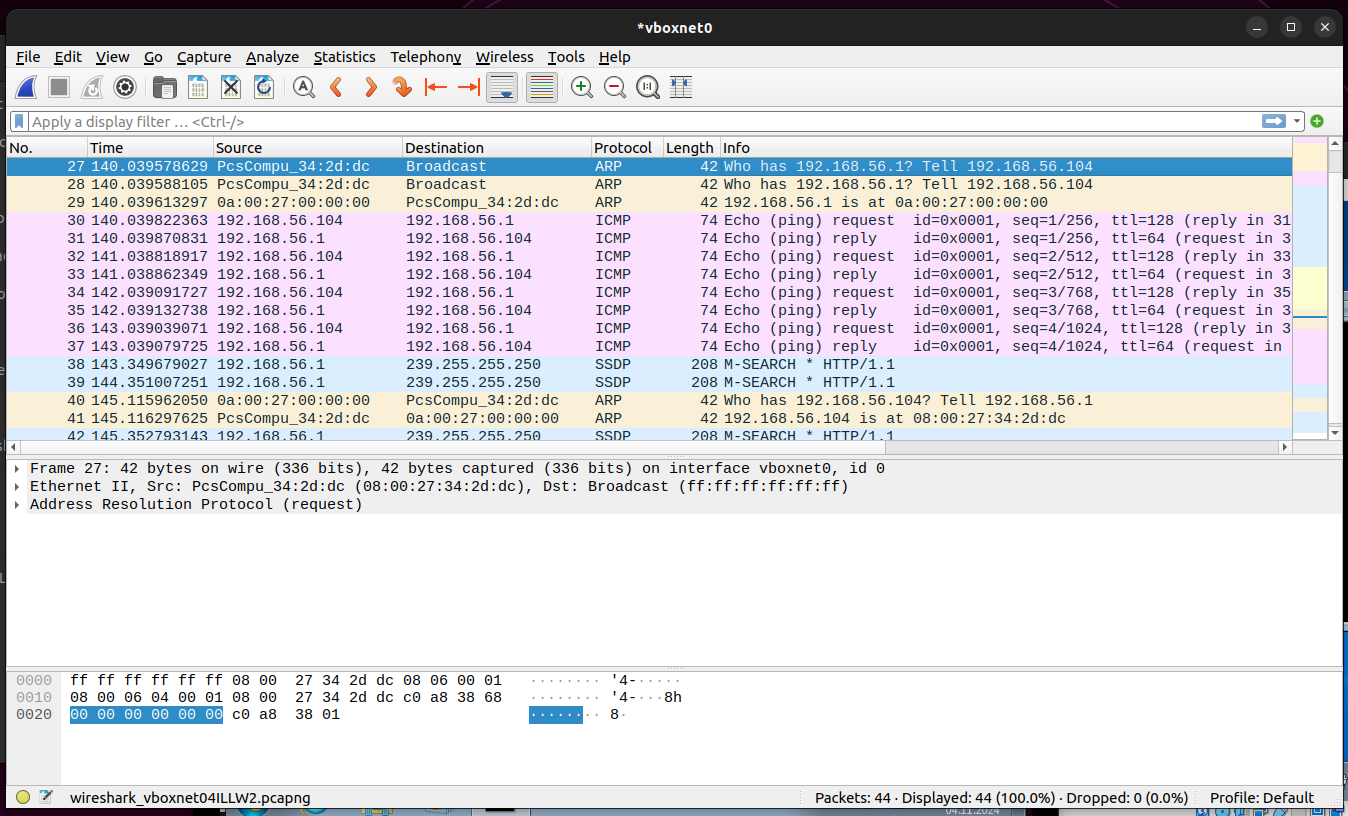 *vboxnet0
File Edit View Go Capture Analyze Statistics Telephony Wireless Tools Help
Apply a display filter … <Ctrl-/>
No. Time Source Destination Protocol Length Info
27 140.039578629 PcsCompu_34:2d:dc Broadcast ARP 42 Who has 192.168.56.1? Tell 192.168.56.104
28 140.039588105 PcsCompu_34:2d:dc Broadcast ARP 42 Who has 192.168.56.1? Tell 192.168.56.104
29 140.039613297 0a:00:27:00:00:00 PcsCompu_34:2d:dc ARP 42 192.168.56.1 is at 0a:00:27:00:00:00
30 140.039822363 192.168.56.104 192.168.56.1 ICMP 74 Echo (ping) request id=0x0001, seq=1/256, ttl=128 (reply in 31
31 140.039870831 192.168.56.1 192.168.56.104 ICMP 74 Echo (ping) reply id=0x0001, seq=1/256, ttl=64 (request in 3
32 141.038818917 192.168.56.104 192.168.56.1 ICMP 74 Echo (ping) request id=0x0001, seq=2/512, ttl=128 (reply in 33
33 141.038862349 192.168.56.1 192.168.56.104 ICMP 74 Echo (ping) reply id=0x0001, seq=2/512, ttl=64 (request in 3
34 142.039091727 192.168.56.104 192.168.56.1 ICMP 74 Echo (ping) request id=0x0001, seq=3/768, ttl=128 (reply in 35
35 142.039132738 192.168.56.1 192.168.56.104 ICMP 74 Echo (ping) reply id=0x0001, seq=3/768, ttl=64 (request in 3
36 143.039039071 192.168.56.104 192.168.56.1 ICMP 74 Echo (ping) request id=0x0001, seq=4/1024, ttl=128 (reply in 3
37 143.039079725 192.168.56.1 192.168.56.104 ICMP 74 Echo (ping) reply id=0x0001, seq=4/1024, ttl=64 (request in
38 143.349679027 192.168.56.1 239.255.255.250 SSDP 208 M-SEARCH * HTTP/1.1
39 144.351007251 192.168.56.1 239.255.255.250 SSDP 208 M-SEARCH * HTTP/1.1
40 145.115962050 0a:00:27:00:00:00 PcsCompu_34:2d:dc ARP 42 Who has 192.168.56.104? Tell 192.168.56.1
41 145.116297625 PcsCompu_34:2d:dc 0a:00:27:00:00:00 ARP 42 192.168.56.104 is at 08:00:27:34:2d:dc
42 145.352793143 192.168.56.1 239.255.255.250 SSDP 208 M-SEARCH * HTTP/1.1
Frame 27: 42 bytes on wire (336 bits), 42 bytes captured (336 bits) on interface vboxnet0, id 0
Ethernet II, Src: PcsCompu_34:2d:dc (08:00:27:34:2d:dc), Dst: Broadcast (ff:ff:ff:ff:ff:ff)
Address Resolution Protocol (request)
0000 ff ff ff ff ff ff 08 00 27 34 2d dc 08 06 00 01 ········ '4-·····
0010 08 00 06 04 00 01 08 00 27 34 2d dc c0 a8 38 68 ········ '4-···8h
0020 00 00 00 00 00 00 c0 a8 38 01 ········ 8·
wireshark_vboxnet04ILLW2.pcapng Packets: 44 · Displayed: 44 (100.0%) · Dropped: 0 (0.0%) Profile: Default
04.11.2024